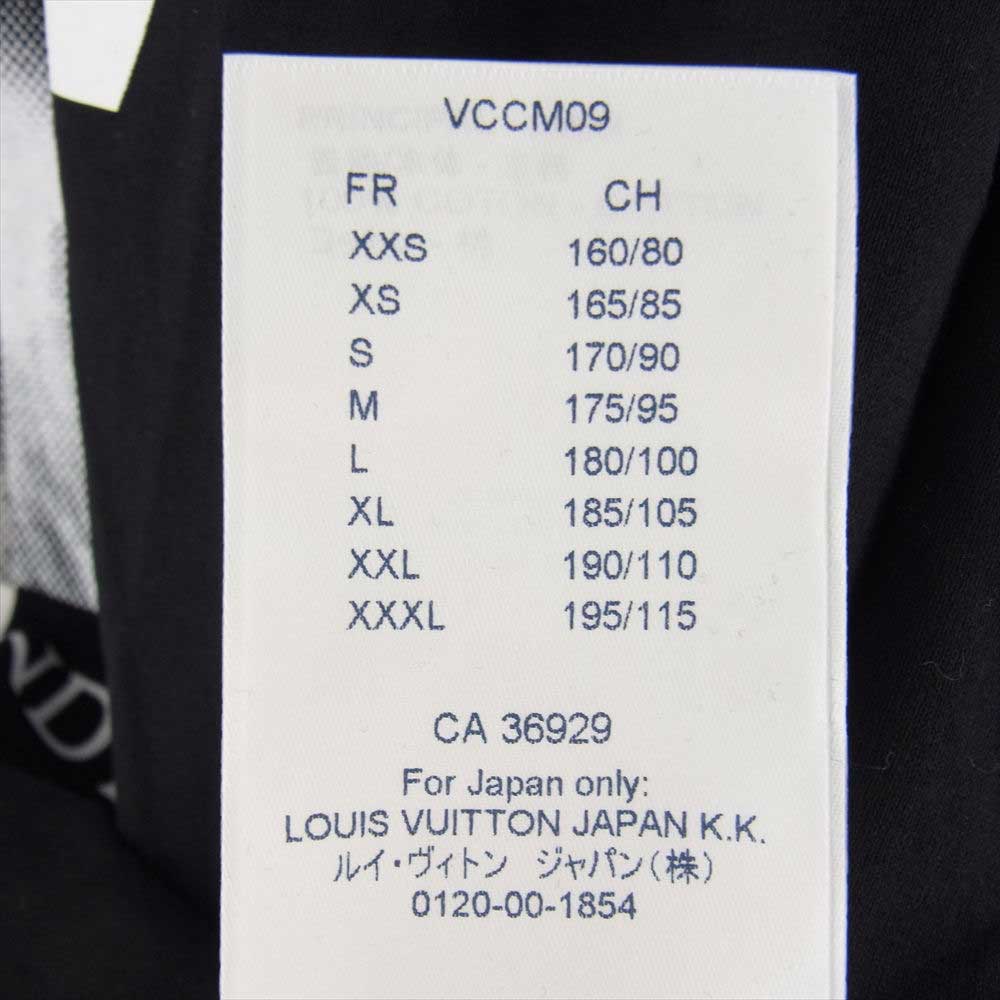 VCCM09
FR CH
XXS 160/80
XS 165/85
S 170/90
M 175/95
L 180/100
XL 185/105
XXL 190/110
XXXL 195/115
CA 36929
For Japan only:
LOUIS VUITTON JAPAN K.K.
ルイ・ヴィトン ジャパン(株)
0120-00-1854
ND